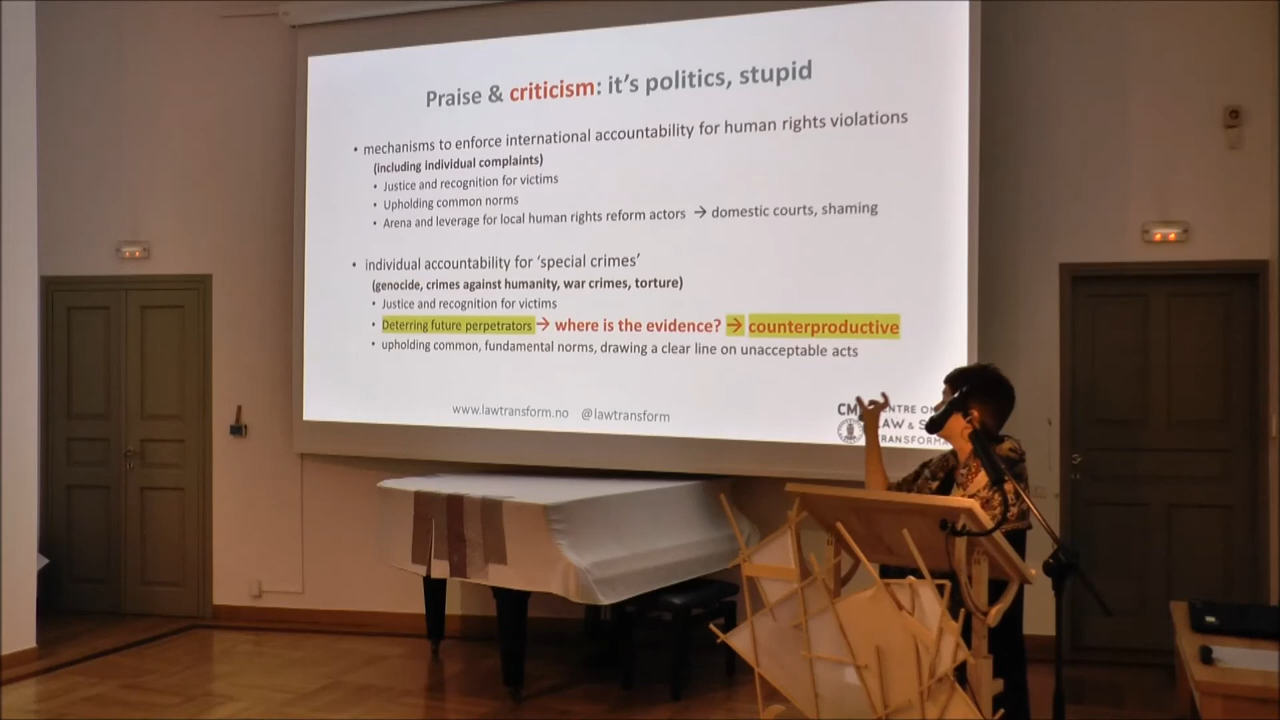 Praise & criticism: it's politics, stupid
• mechanisms to enforce international accountability for human rights violations
(including individual complaints)
• Justice and recognition for victims
• Upholding common norms
• Arena and leverage for local human rights reform actors → domestic courts, shaming
• individual accountability for 'special crimes'
(genocide, crimes against humanity, war crimes, torture)
• Justice and recognition for victims
• Deterring future perpetrators → where is the evidence? → counterproductive
• upholding common, fundamental norms, drawing a clear line on unacceptable acts
www.lawtransform.no @lawtransform
CM ENTRE O
LAW & S
TRANSFORMA